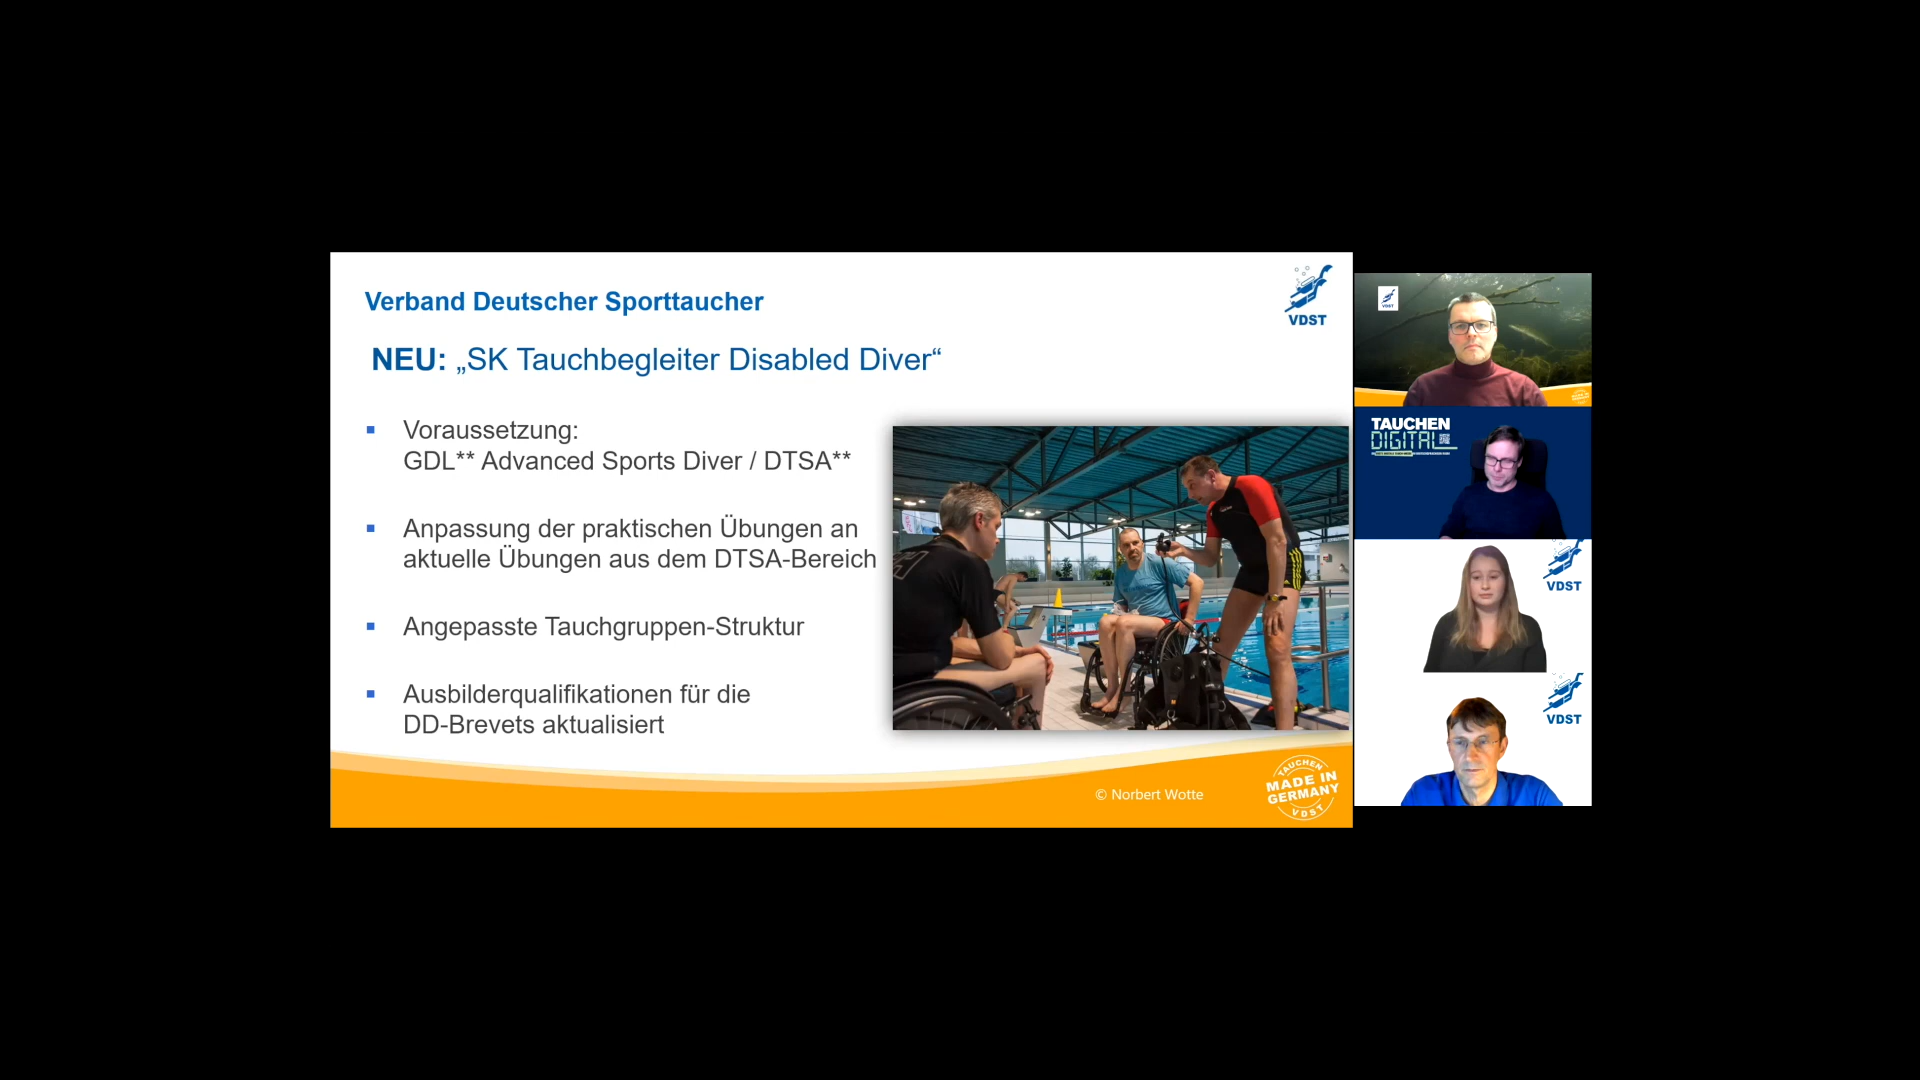 Verband Deutscher Sporttaucher
VDST
NEU: „SK Tauchbegleiter Disabled Diver“
▪ Voraussetzung:
GDL** Advanced Sports Diver / DTSA**
▪ Anpassung der praktischen Übungen an
aktuelle Übungen aus dem DTSA-Bereich
▪ Angepasste Tauchgruppen-Struktur
▪ Ausbilderqualifikationen für die
DD-Brevets aktualisiert
© Norbert Wotte
TAUCHEN
MADE IN
GERMANY
VDST
VDST
TAUCHEN
DIGITAL
VDST
VDST